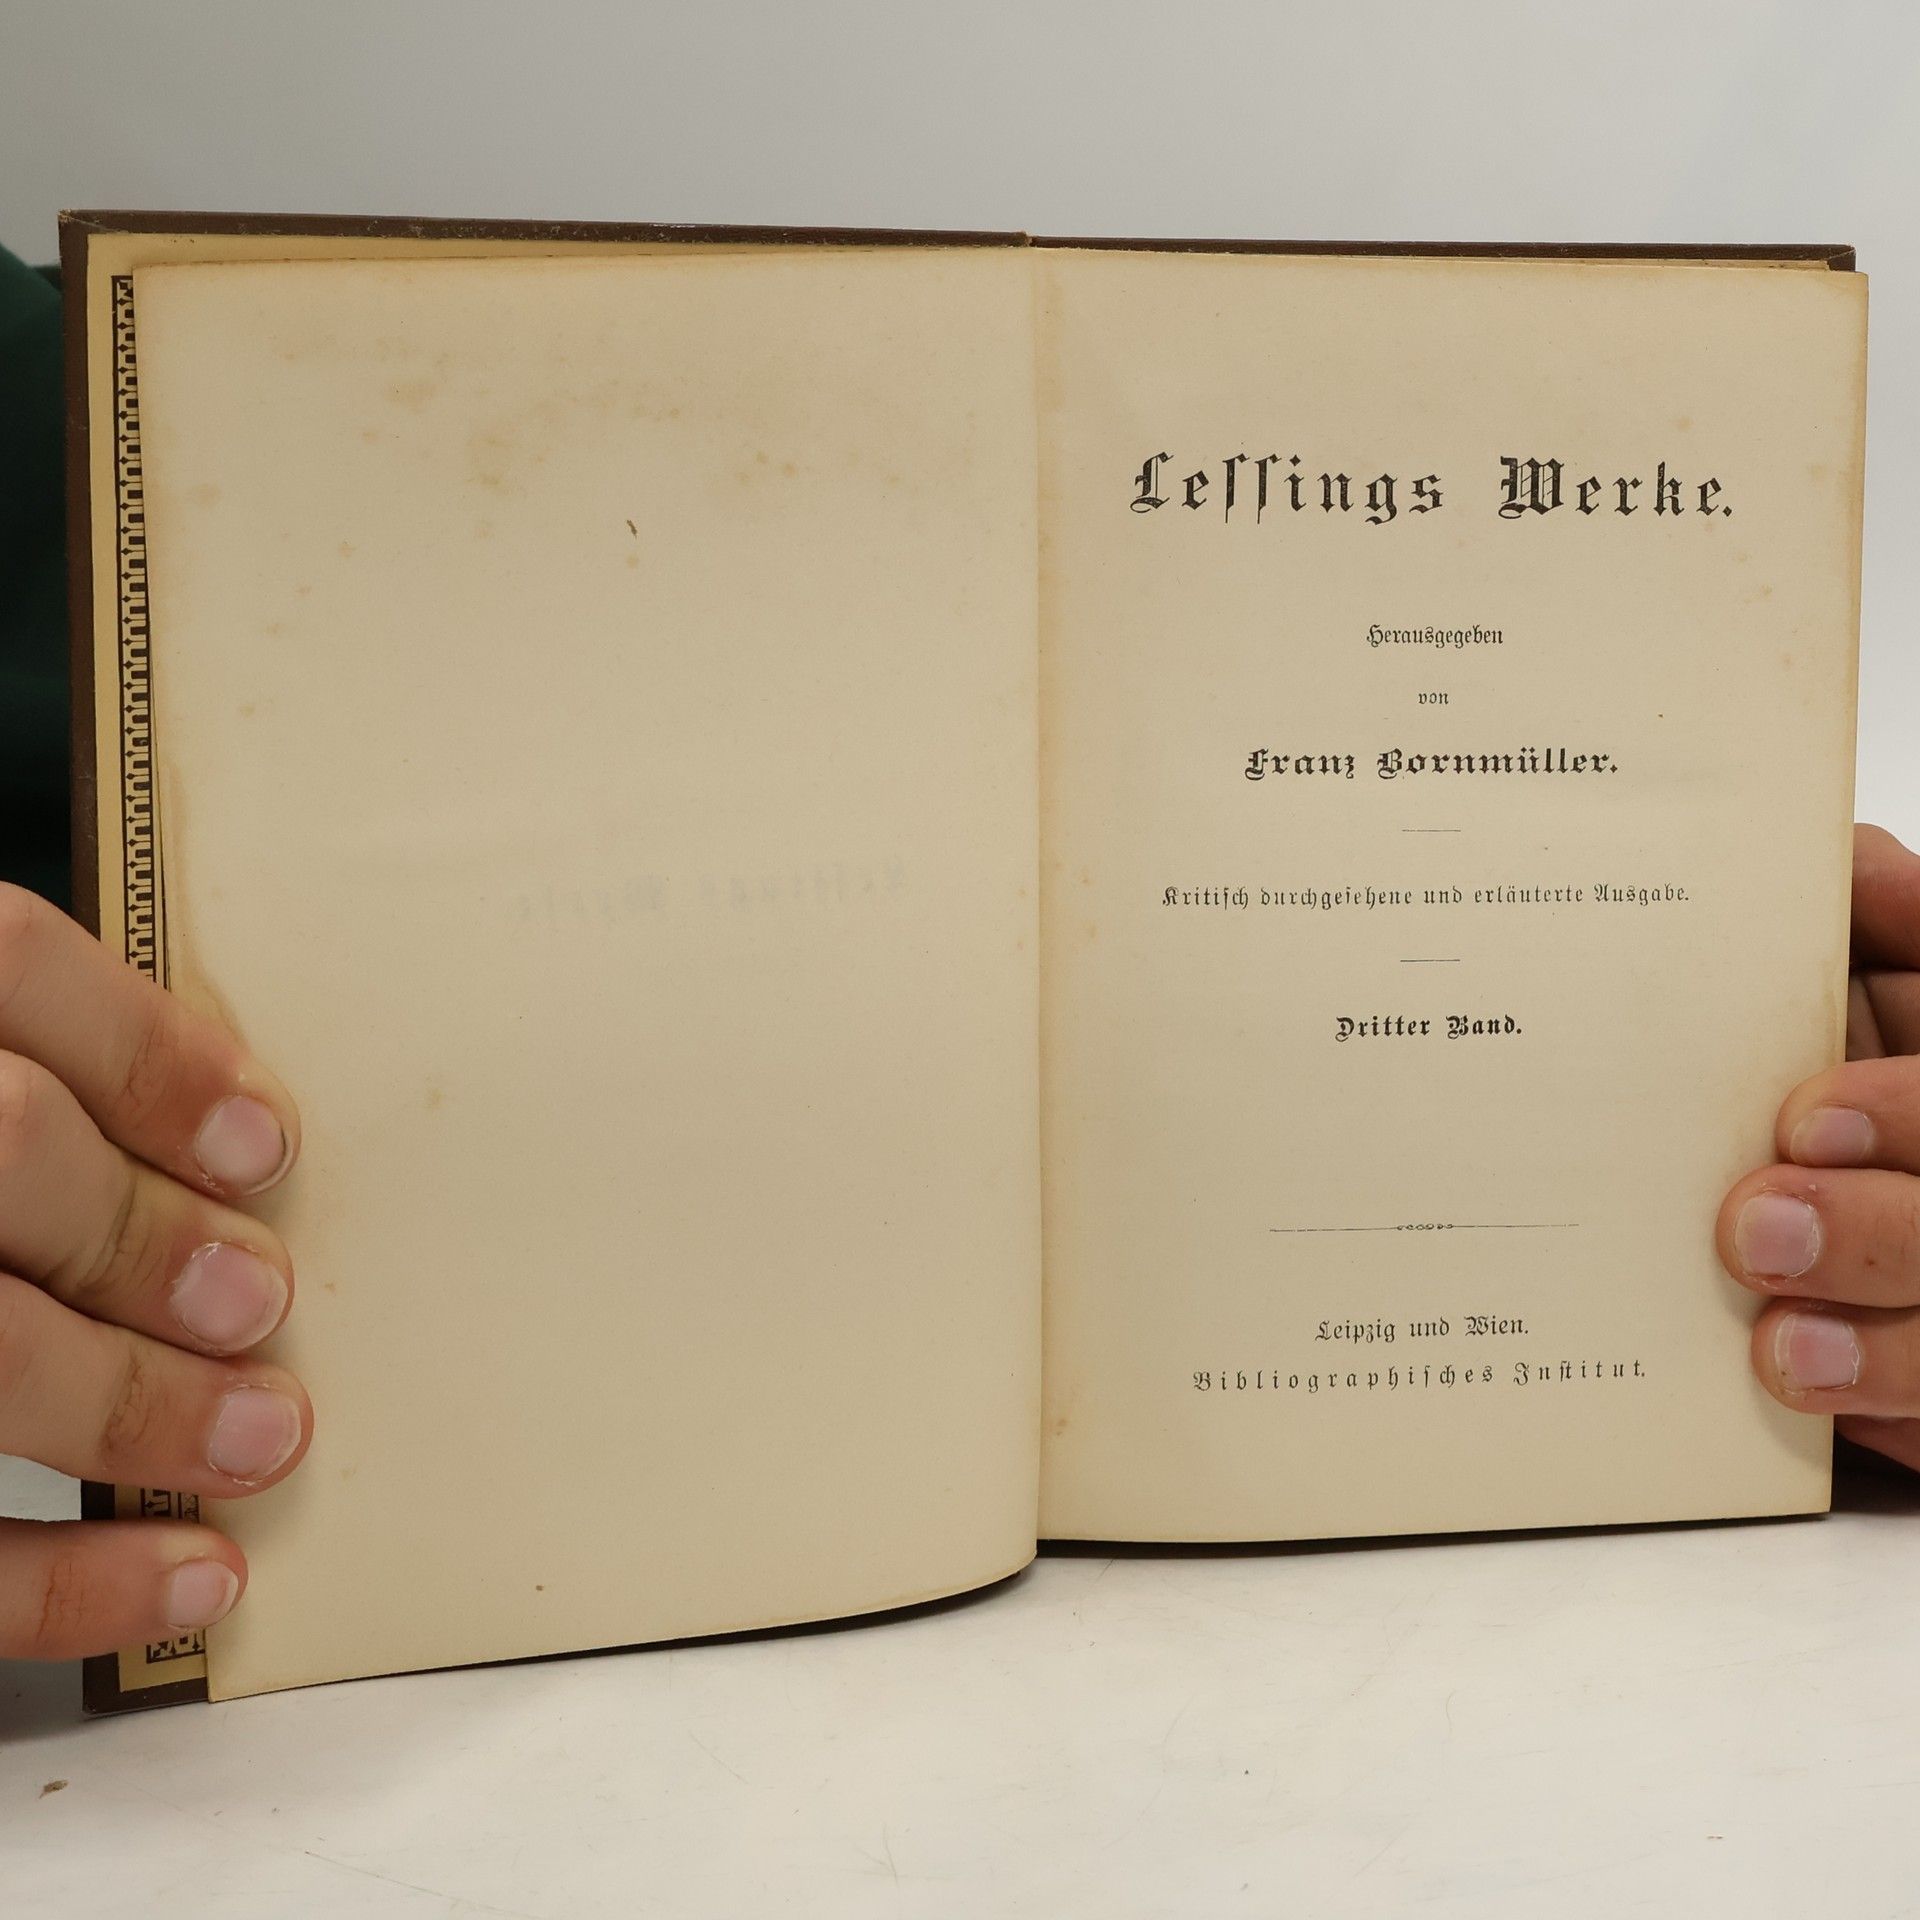 Leſſings Werke.
Herausgegeben
von
Franz Bornmüller.
Kritiſch durchgeſehene und erläuterte Ausgabe.
Dritter Band.
Leipzig und Wien.
Bibliographiſches Inſtitut.